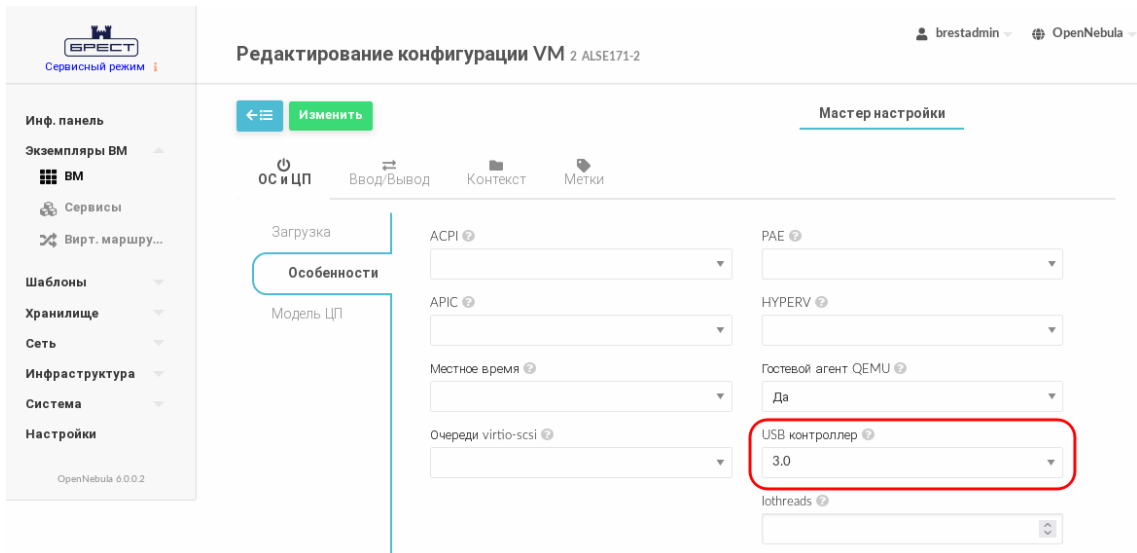 БРЕСТ
Сервисный режим
Редактирование конфигурации VM 2 ALSE171-2
brestadmin
OpenNebula
Инф. панель
Экземпляры ВМ
ВМ
Сервисы
Вирт. маршру...
Шаблоны
Хранилище
Сеть
Инфраструктура
Система
Настройки
OpenNebula 6.0.0.2
Изменить
Мастер настройки
ОС и ЦП
Ввод/Вывод
Контекст
Метки
Загрузка
Особенности
Модель ЦП
ACPI
PAE
APIC
HYPERV
Местное время
Гостевой агент QEMU
Да
Очереди virtio-scsi
USB контроллер
3.0
Iothreads